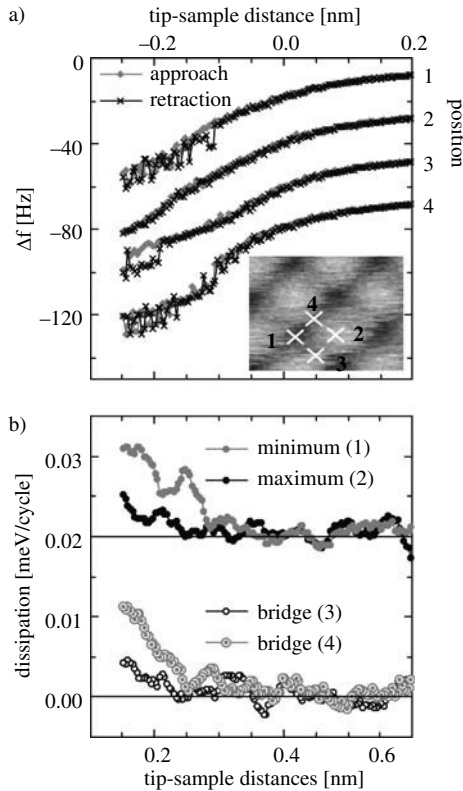 a)
tip-sample distance [nm]
−0.2 0.0 0.2
0
−40
−80
−120
Δf [Hz]
approach
retraction
1
2
3
4
position
4
1 2
3
b)
0.03
0.02
0.01
0.00
dissipation [meV/cycle]
minimum (1)
maximum (2)
bridge (3)
bridge (4)
0.2 0.4 0.6
tip-sample distances [nm]